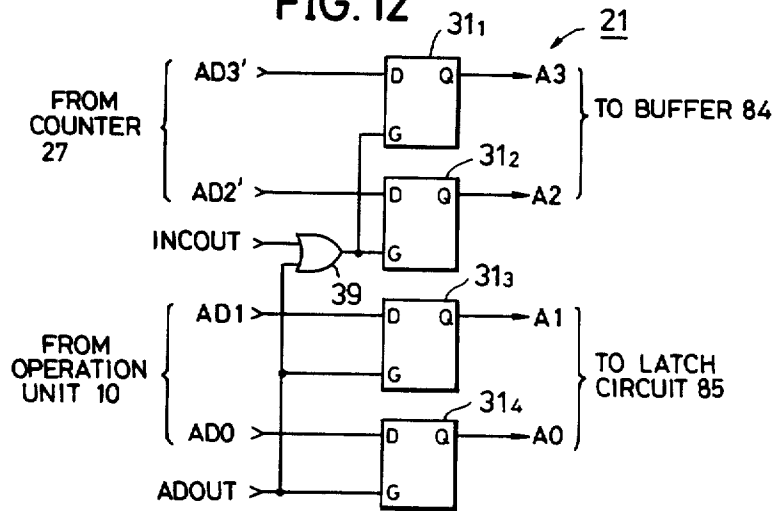 FIG. 12
31₁
21
AD3'
D Q
A3
FROM
COUNTER
27
G
TO BUFFER 84
31₂
AD2'
D Q
A2
INCOUT
G
39
31₃
AD1
D Q
A1
FROM
OPERATION
UNIT 10
G
TO LATCH
CIRCUIT 85
31₄
AD0
D Q
A0
ADOUT
G